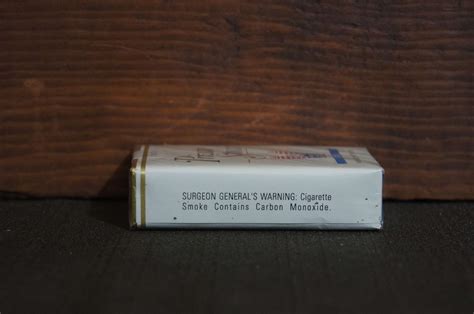 SURGEON GENERAL'S WARNING: Cigarette
Smoke Contains Carbon Monoxide.